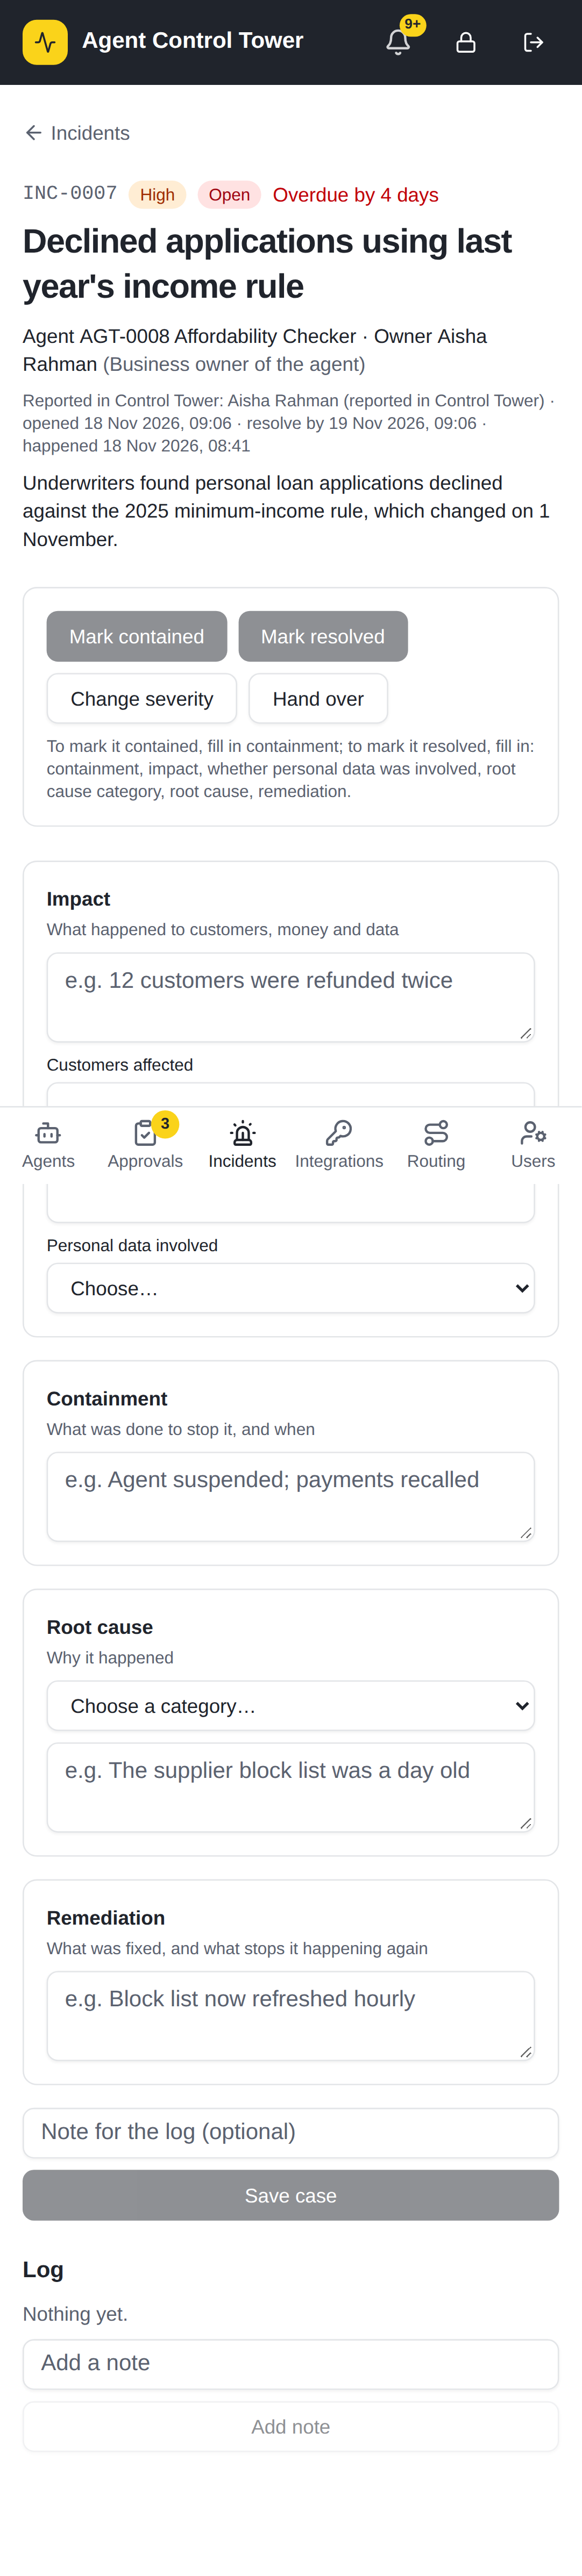 Agent Control Tower
9+
Incidents
INC-0007 High Open Overdue by 4 days
Declined applications using last
year's income rule
Agent AGT-0008 Affordability Checker · Owner Aisha
Rahman (Business owner of the agent)
Reported in Control Tower: Aisha Rahman (reported in Control Tower) ·
opened 18 Nov 2026, 09:06 · resolve by 19 Nov 2026, 09:06 ·
happened 18 Nov 2026, 08:41
Underwriters found personal loan applications declined
against the 2025 minimum-income rule, which changed on 1
November.
Mark contained Mark resolved
Change severity Hand over
To mark it contained, fill in containment; to mark it resolved, fill in:
containment, impact, whether personal data was involved, root
cause category, root cause, remediation.
Impact
What happened to customers, money and data
e.g. 12 customers were refunded twice
Customers affected
3
Agents Approvals Incidents Integrations Routing Users
Personal data involved
Choose…
Containment
What was done to stop it, and when
e.g. Agent suspended; payments recalled
Root cause
Why it happened
Choose a category…
e.g. The supplier block list was a day old
Remediation
What was fixed, and what stops it happening again
e.g. Block list now refreshed hourly
Note for the log (optional)
Save case
Log
Nothing yet.
Add a note
Add note